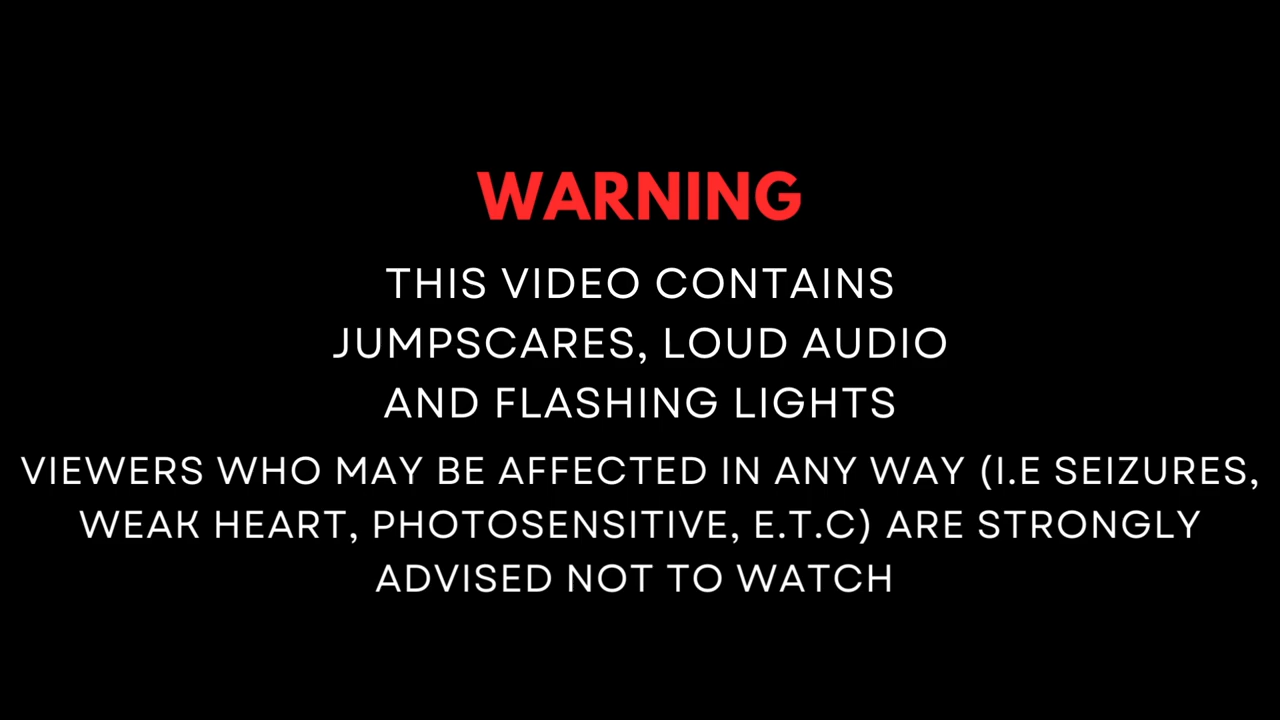 WARNING
THIS VIDEO CONTAINS
JUMPSCARES, LOUD AUDIO
AND FLASHING LIGHTS
VIEWERS WHO MAY BE AFFECTED IN ANY WAY (I.E SEIZURES,
WEAK HEART, PHOTOSENSITIVE, E.T.C) ARE STRONGLY
ADVISED NOT TO WATCH